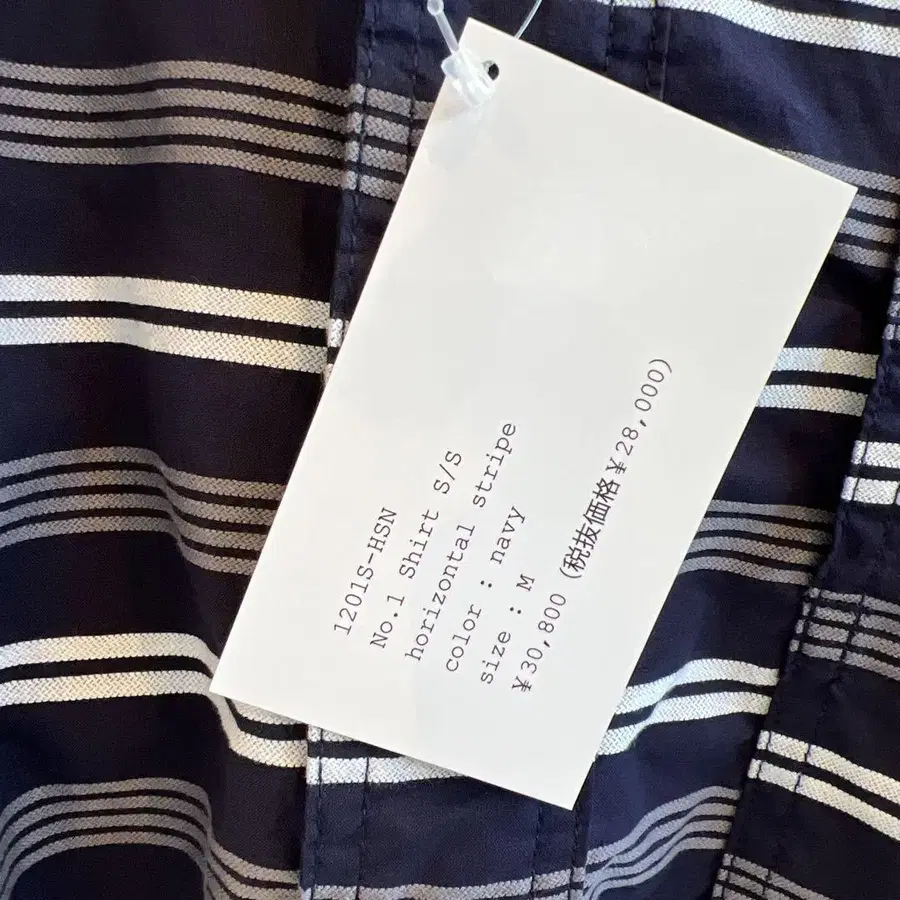 1201S-HSN
No.1 Shirt S/S
horizontal stripe
color : navy
size : M
¥30,800 (税抜価格¥28,000)